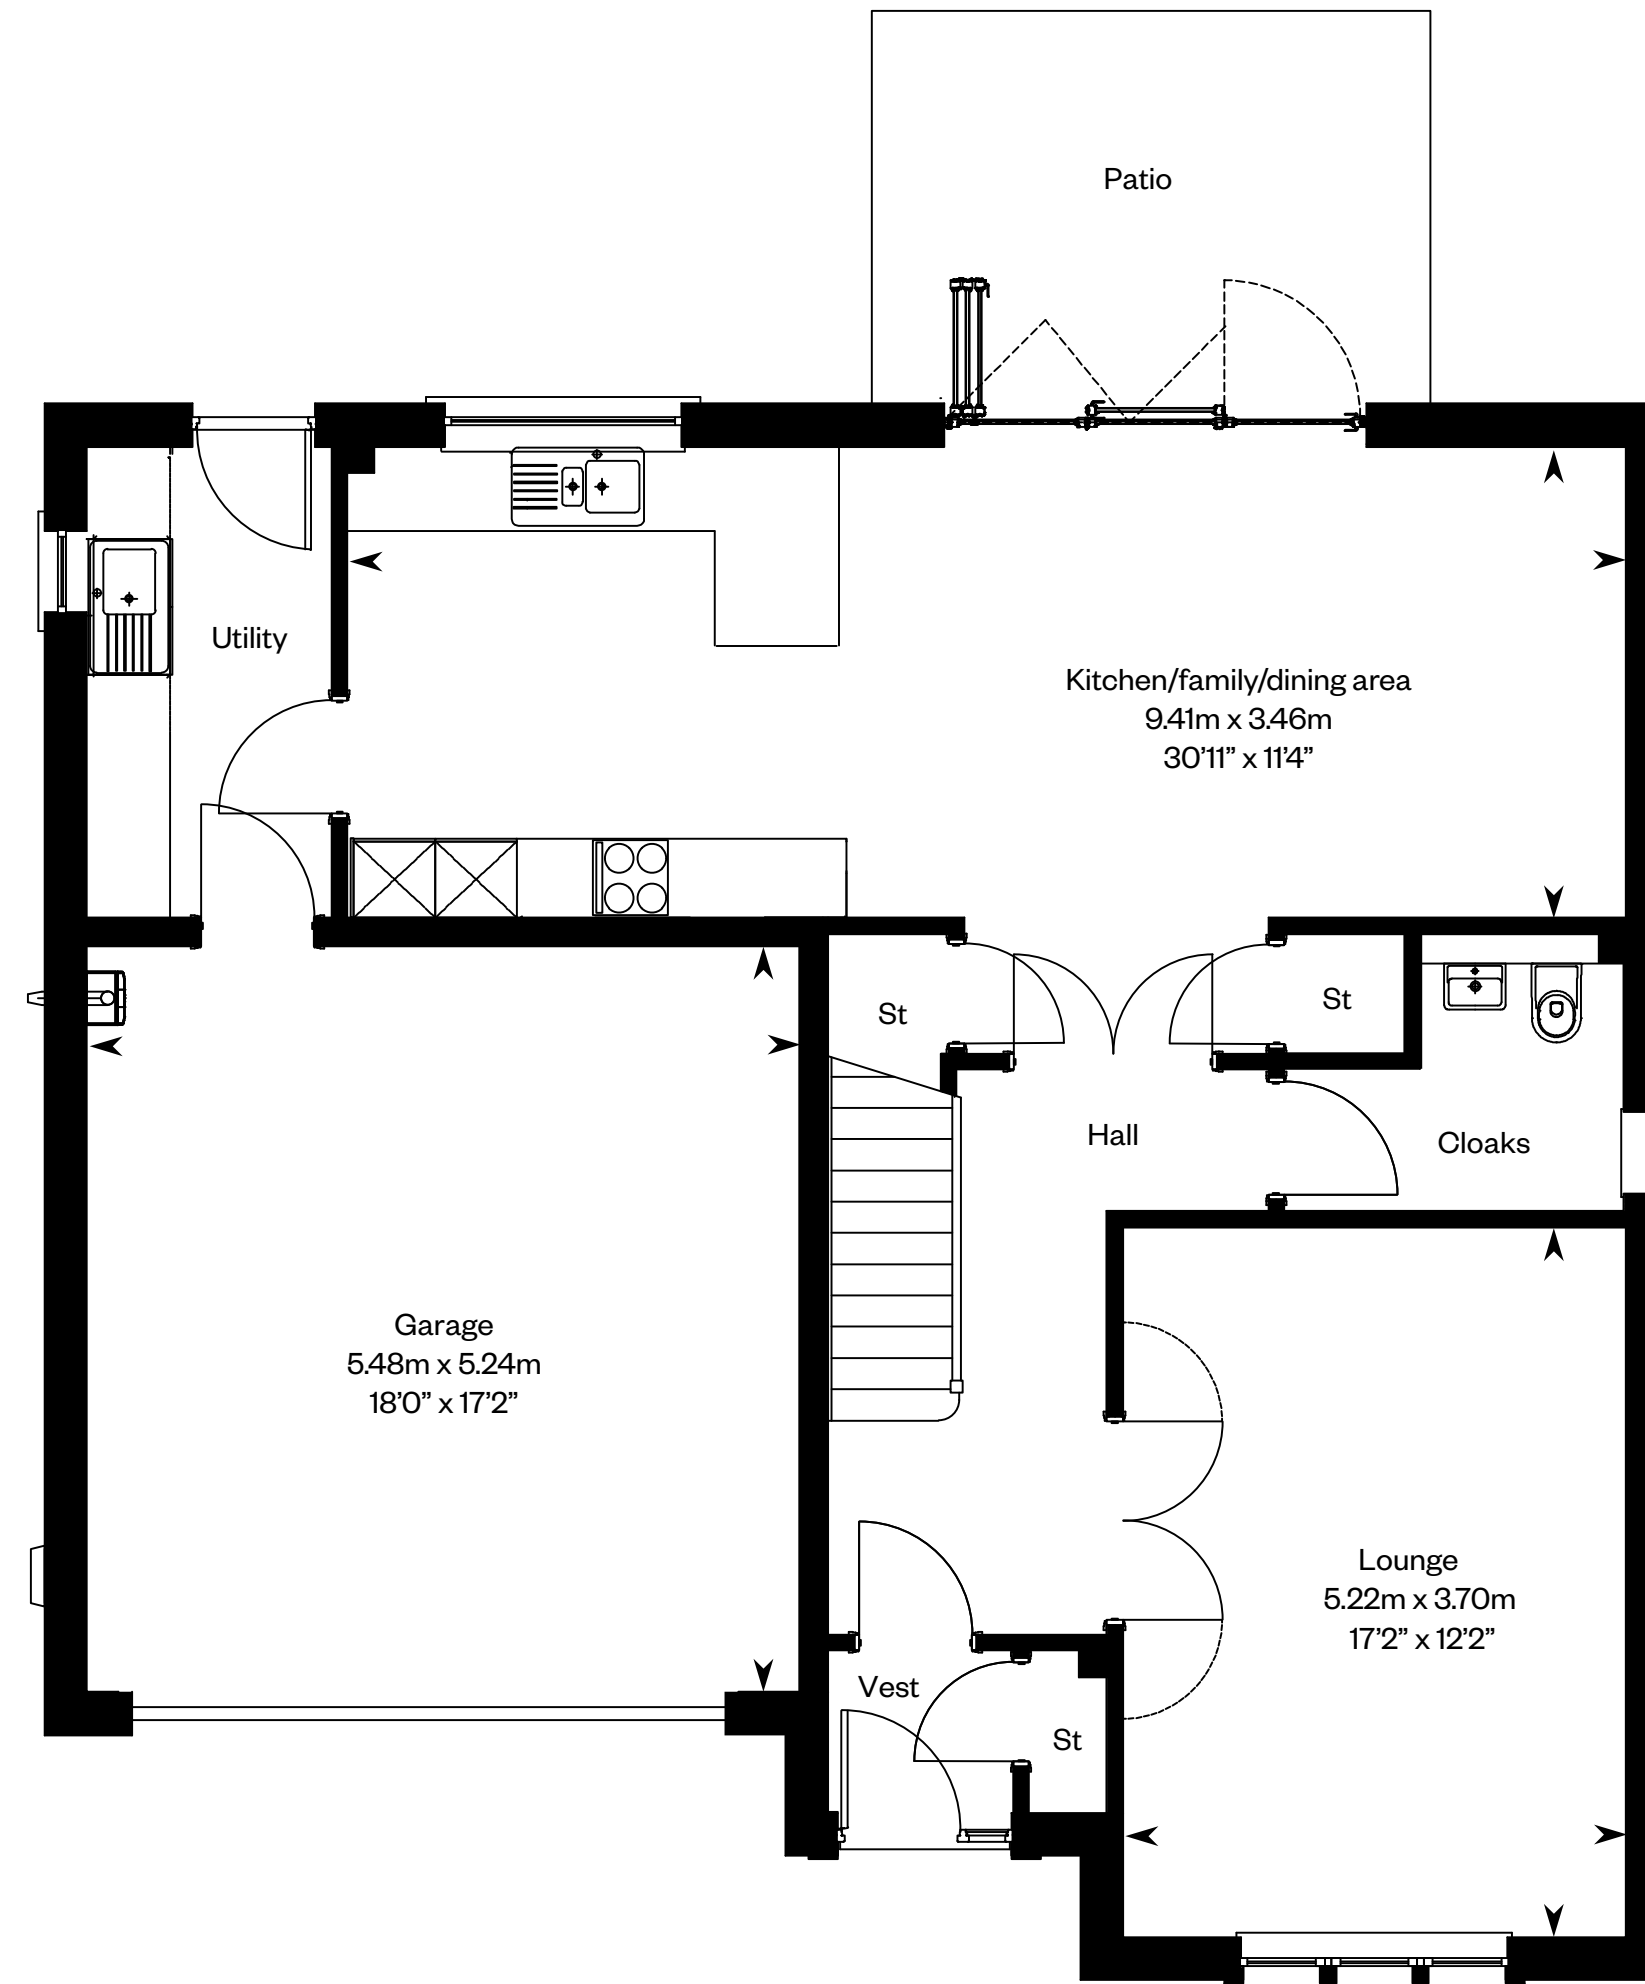 Patio
Utility
Kitchen/family/dining area
9.41m x 3.46m
30'11” x 11'4”
St
St
Hall
Cloaks
Garage
5.48m x 5.24m
18'0” x 17'2”
Lounge
5.22m x 3.70m
17'2” x 12'2”
Vest
St